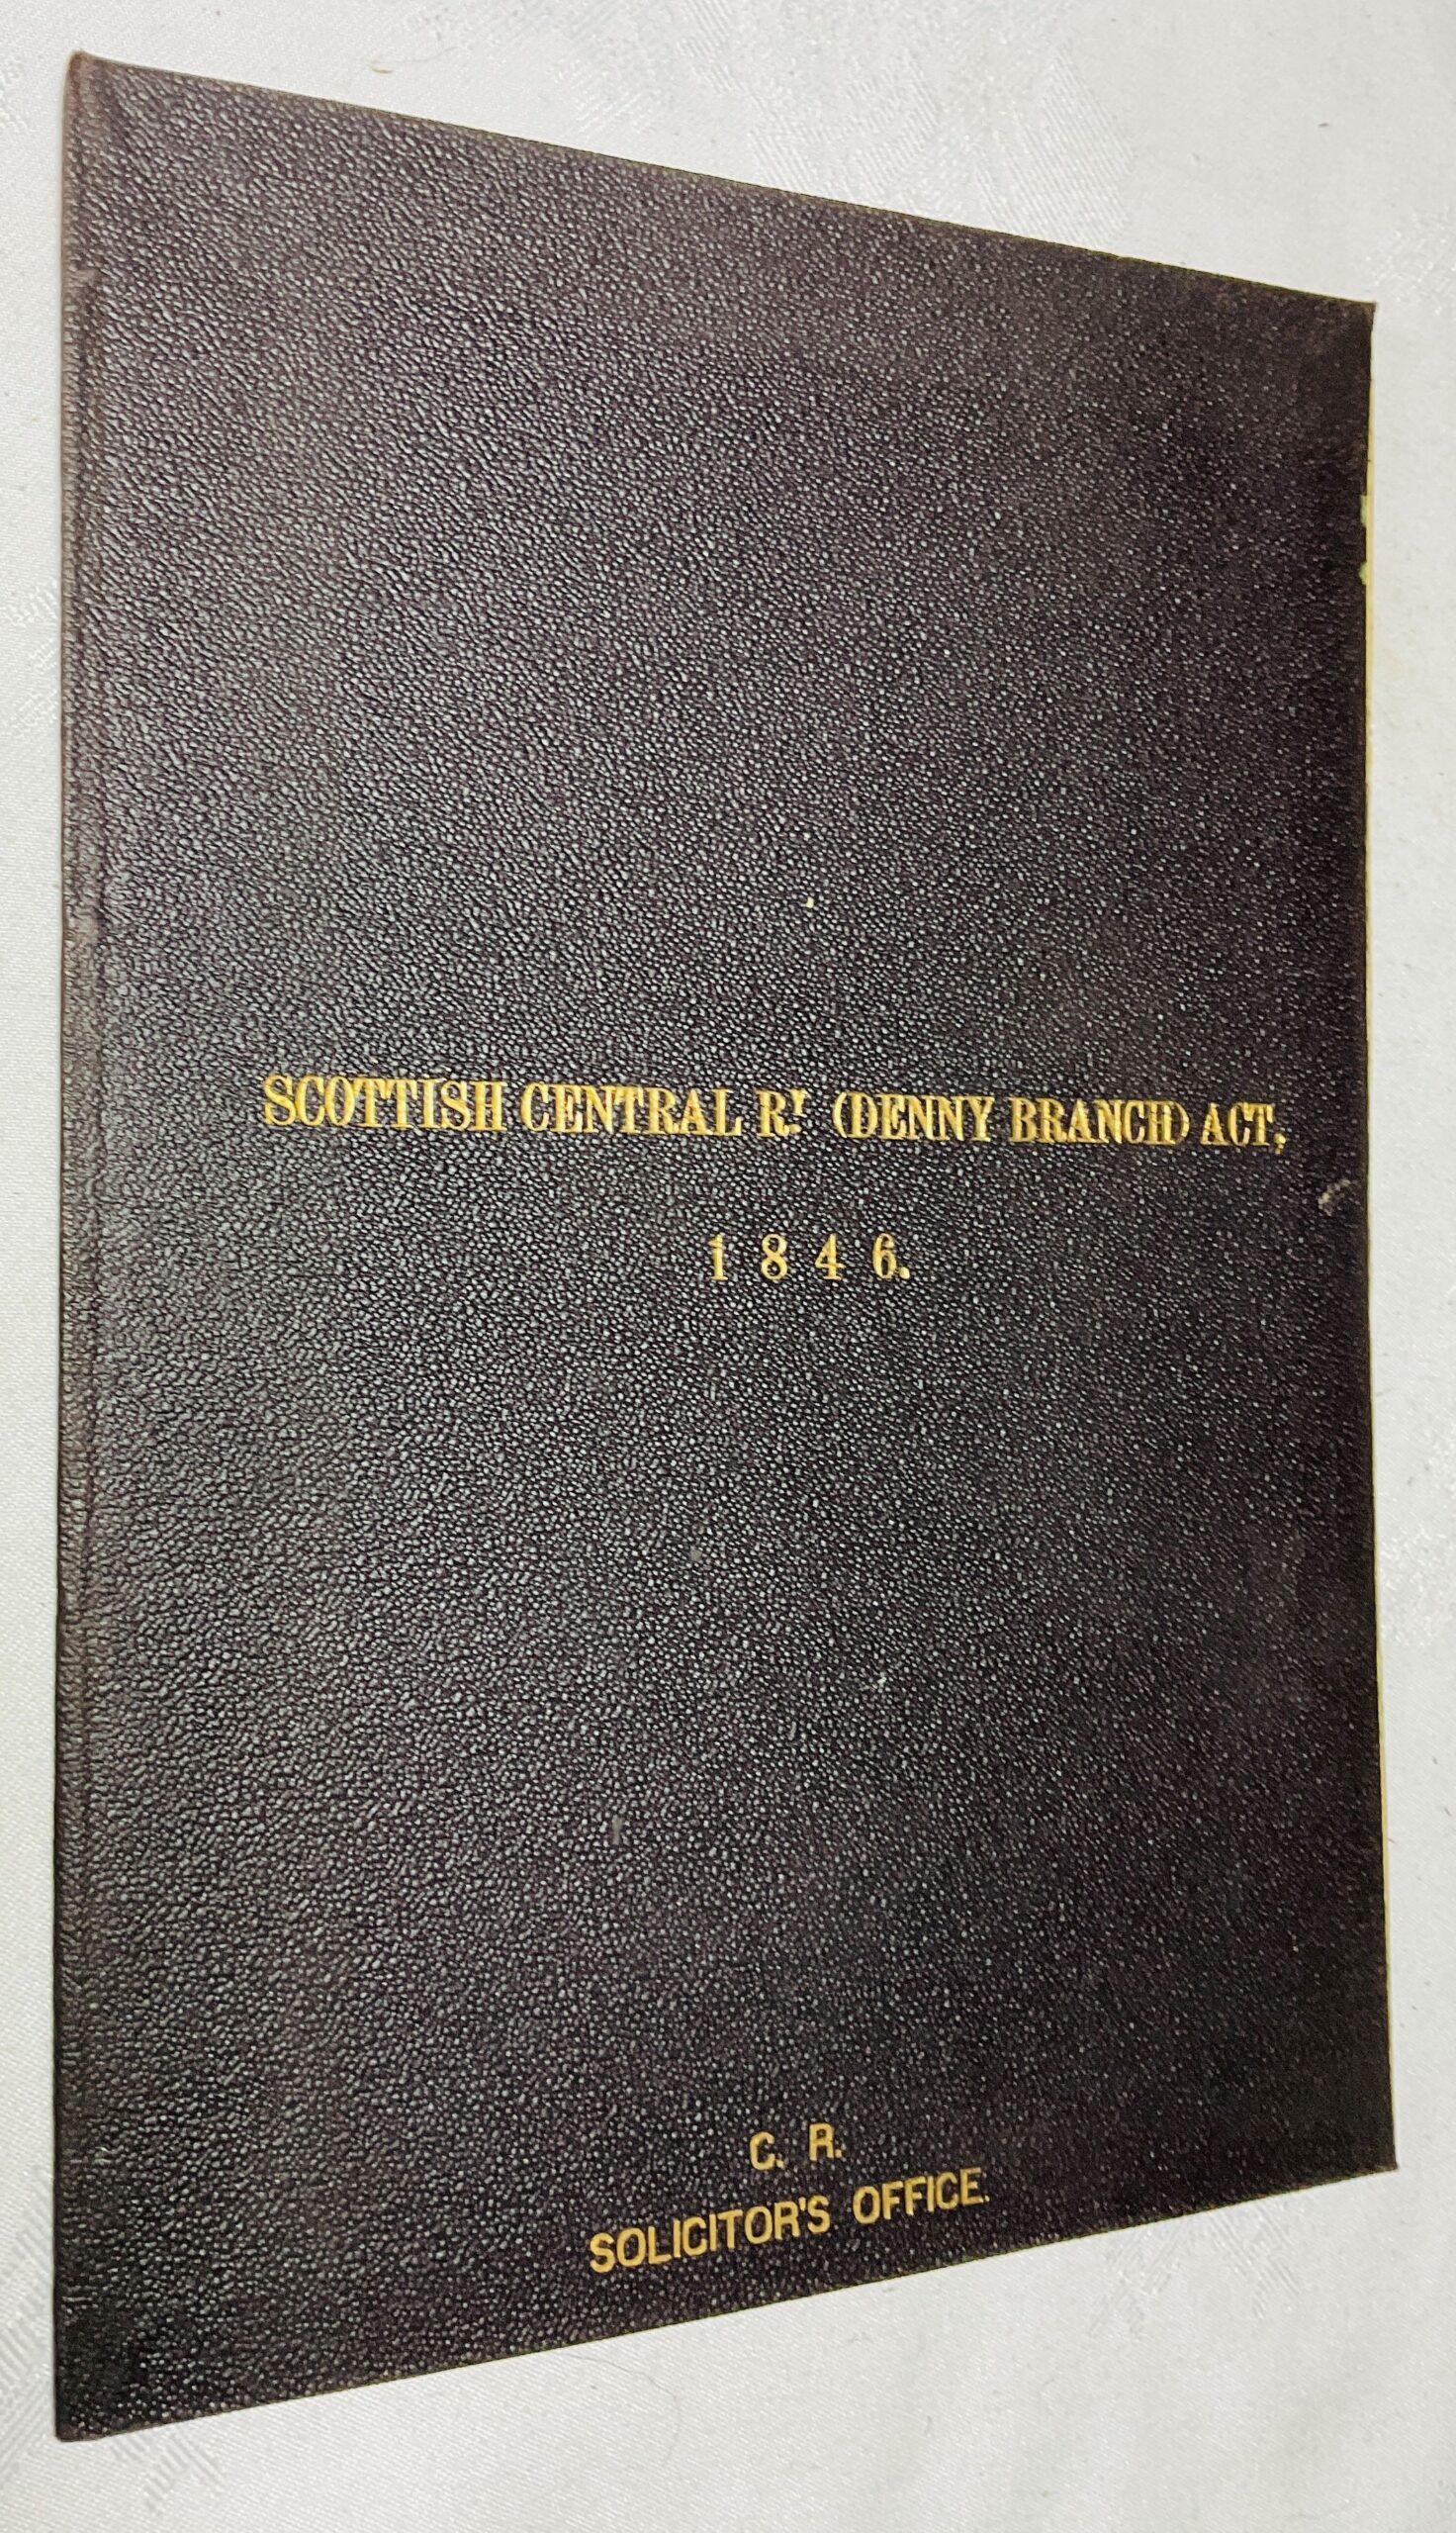 SCOTTISH CENTRAL RY (DENNY BRANCH) ACT,
1846.
C. R.
SOLICITOR'S OFFICE.